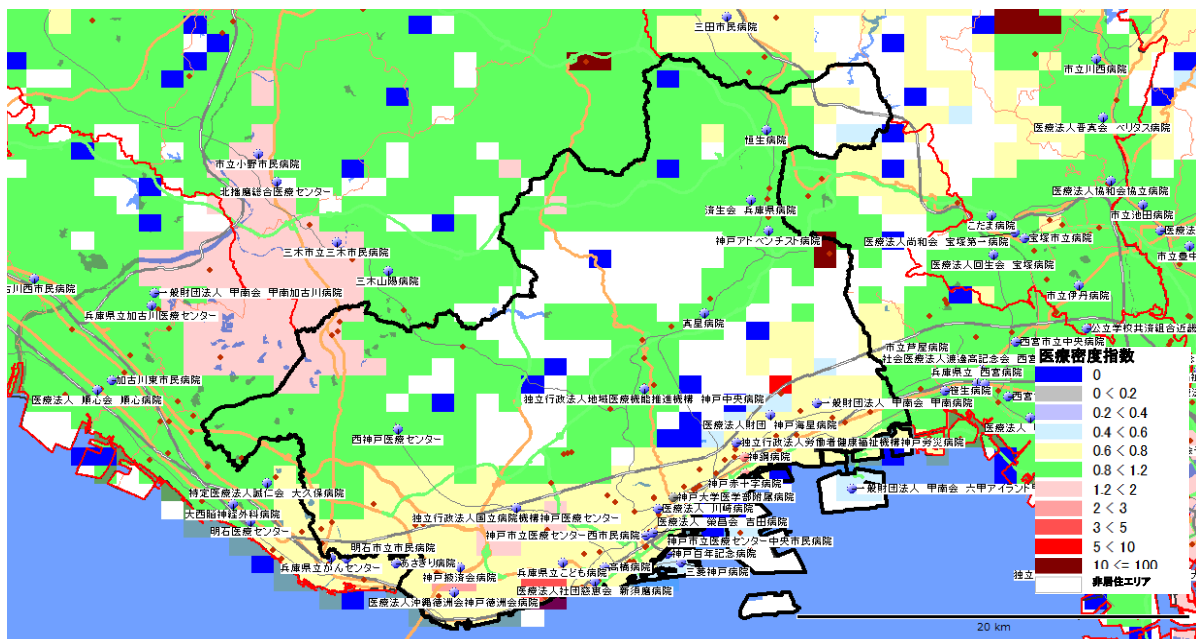 三田市民病院
市立川西病院
医療法人晋真会 ベリタス病院
恒生病院
市立小野市民病院
北播磨総合医療センター
医療法人協和会協立病院
済生会 兵庫県病院
市立池田病院
こだま病院
神戸アドベンチスト病院
医療法人尚和会 宝塚第一病院
宝塚市立病院
三木市立三木市民病院
医療法人回生会 宝塚病院
三木山陽病院
古川西市民病院
一般財団法人 甲南会 甲南加古川病院
市立伊丹病院
兵庫県立加古川医療センター
真星病院
公立学校共済組合近畿
西宮市立中央病院
市立芦屋病院
社会医療法人渡邊高記念会 西宮
医療密度指数
兵庫県立 西宮病院
加古川東市民病院
0
笹生病院
医療法人 順心会 順心病院
独立行政法人地域医療機能推進機構 神戸中央病院
0 < 0.2
一般財団法人 甲南会 甲南病院
0.2 < 0.4
医療法人財団 神戸海星病院
0.4 < 0.6
西神戸医療センター
独立行政法人労働者健康福祉機構神戸労災病院
0.6 < 0.8
神鋼病院
0.8 < 1.2
神戸赤十字病院
特定医療法人誠仁会 大久保病院
一般財団法人 甲南会 六甲アイランド
1.2 < 2
神戸大学医学部附属病院
大西脳神経外科病院
独立行政法人国立病院機構神戸医療センター
医療法人 川崎病院
2 < 3
明石医療センター
医療法人 栄昌会 吉田病院
3 < 5
神戸市立医療センター西市民病院
神戸市立医療センター中央市民病院
明石市立市民病院
5 < 10
神戸百年記念病院
兵庫県立がんセンター
あさぎり病院
兵庫県立こども病院
高橋病院
三菱神戸病院
10 <= 100
神戸掖済会病院
医療法人社団慈恵会 新須磨病院
非居住エリア
医療法人沖縄徳洲会神戸徳洲会病院
20 km